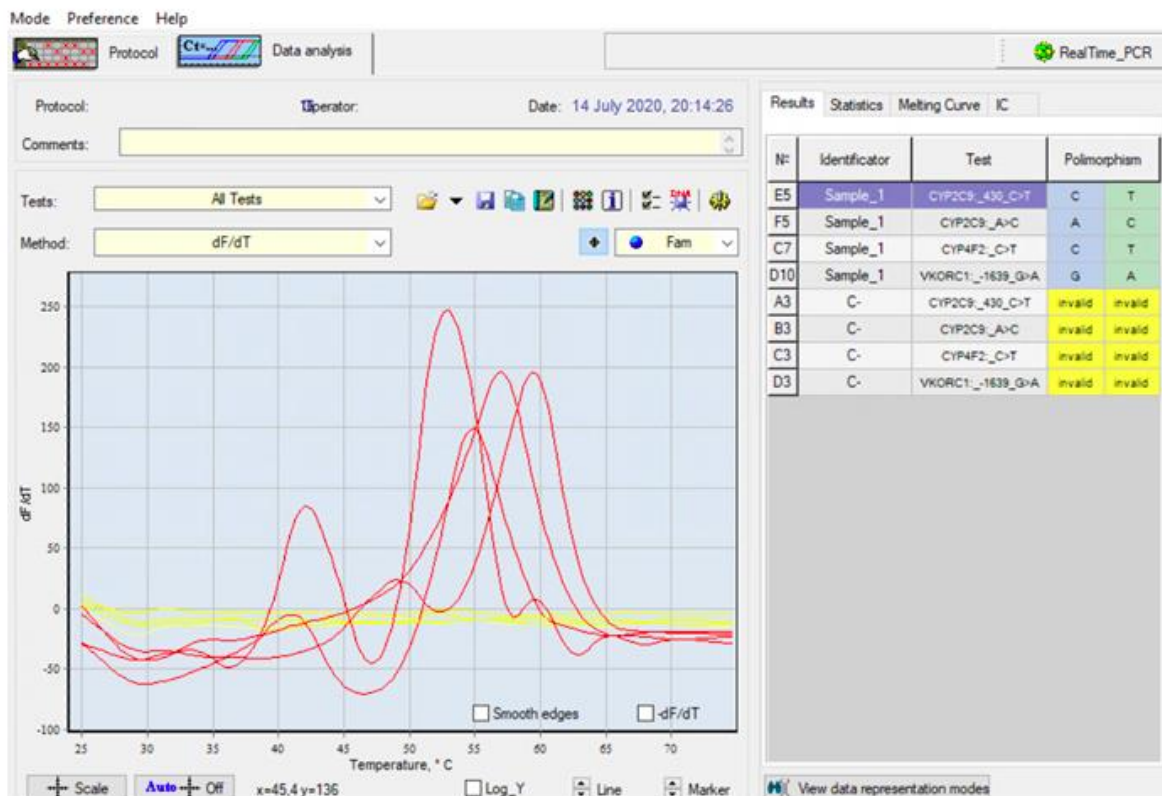 Mode Preference Help
Protocol Ct=... Data analysis RealTime_PCR
Protocol: Operator: Date: 14 July 2020, 20:14:26
Comments:
Tests: All Tests
Method: dF/dT Fam
250
200
150
100
50
0
-50
-100
dF/dT
Smooth edges -dF/dT
25 30 35 40 45 50 55 60 65 70
Temperature, ° C
Scale Auto Off x=45,4 y=136 Log_Y Line Marker
Results Statistics Melting Curve IC
№ Identificator Test Polimorphism
E5 Sample_1 CYP2C9:_430_C>T C T
F5 Sample_1 CYP2C9:_A>C A C
C7 Sample_1 CYP4F2:_C>T C T
D10 Sample_1 VKORC1:_-1639_G>A G A
A3 C- CYP2C9:_430_C>T invalid invalid
B3 C- CYP2C9:_A>C invalid invalid
C3 C- CYP4F2:_C>T invalid invalid
D3 C- VKORC1:_-1639_G>A invalid invalid
View data representation modes